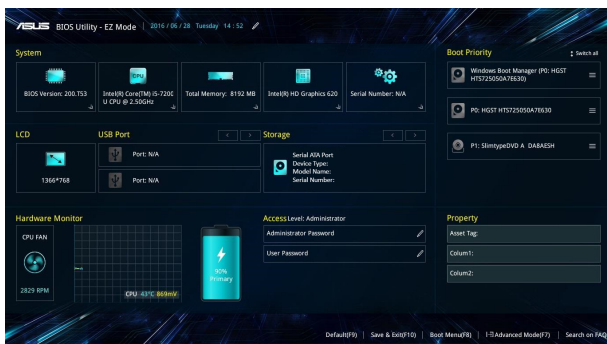 ASUS BIOS Utility - EZ Mode 2016 / 06 / 28 Tuesday 14 : 52
System
BIOS Version: 200.T53
CPU
Intel(R) Core(TM) i5-7200
U CPU @ 2.50GHz
Total Memory: 8192 MB
Intel(R) HD Graphics 620
Serial Number: N/A
Boot Priority
Switch all
Windows Boot Manager (P0: HGST
HTS725050A7E630)
P0: HGST HTS725050A7E630
P1: SlimtypeDVD A DA8AESH
LCD
1366*768
USB Port
Port: N/A
Port: N/A
Storage
Serial ATA Port
Device Type:
Model Name:
Serial Number:
Hardware Monitor
CPU FAN
2829 RPM
CPU 43°C 869mV
90%
Primary
Access Level: Administrator
Administrator Password
User Password
Property
Asset Tag:
Colum1:
Colum2:
Default(F9) | Save & Exit(F10) | Boot Menu(F8) | Advanced Mode(F7) | Search on FAQ